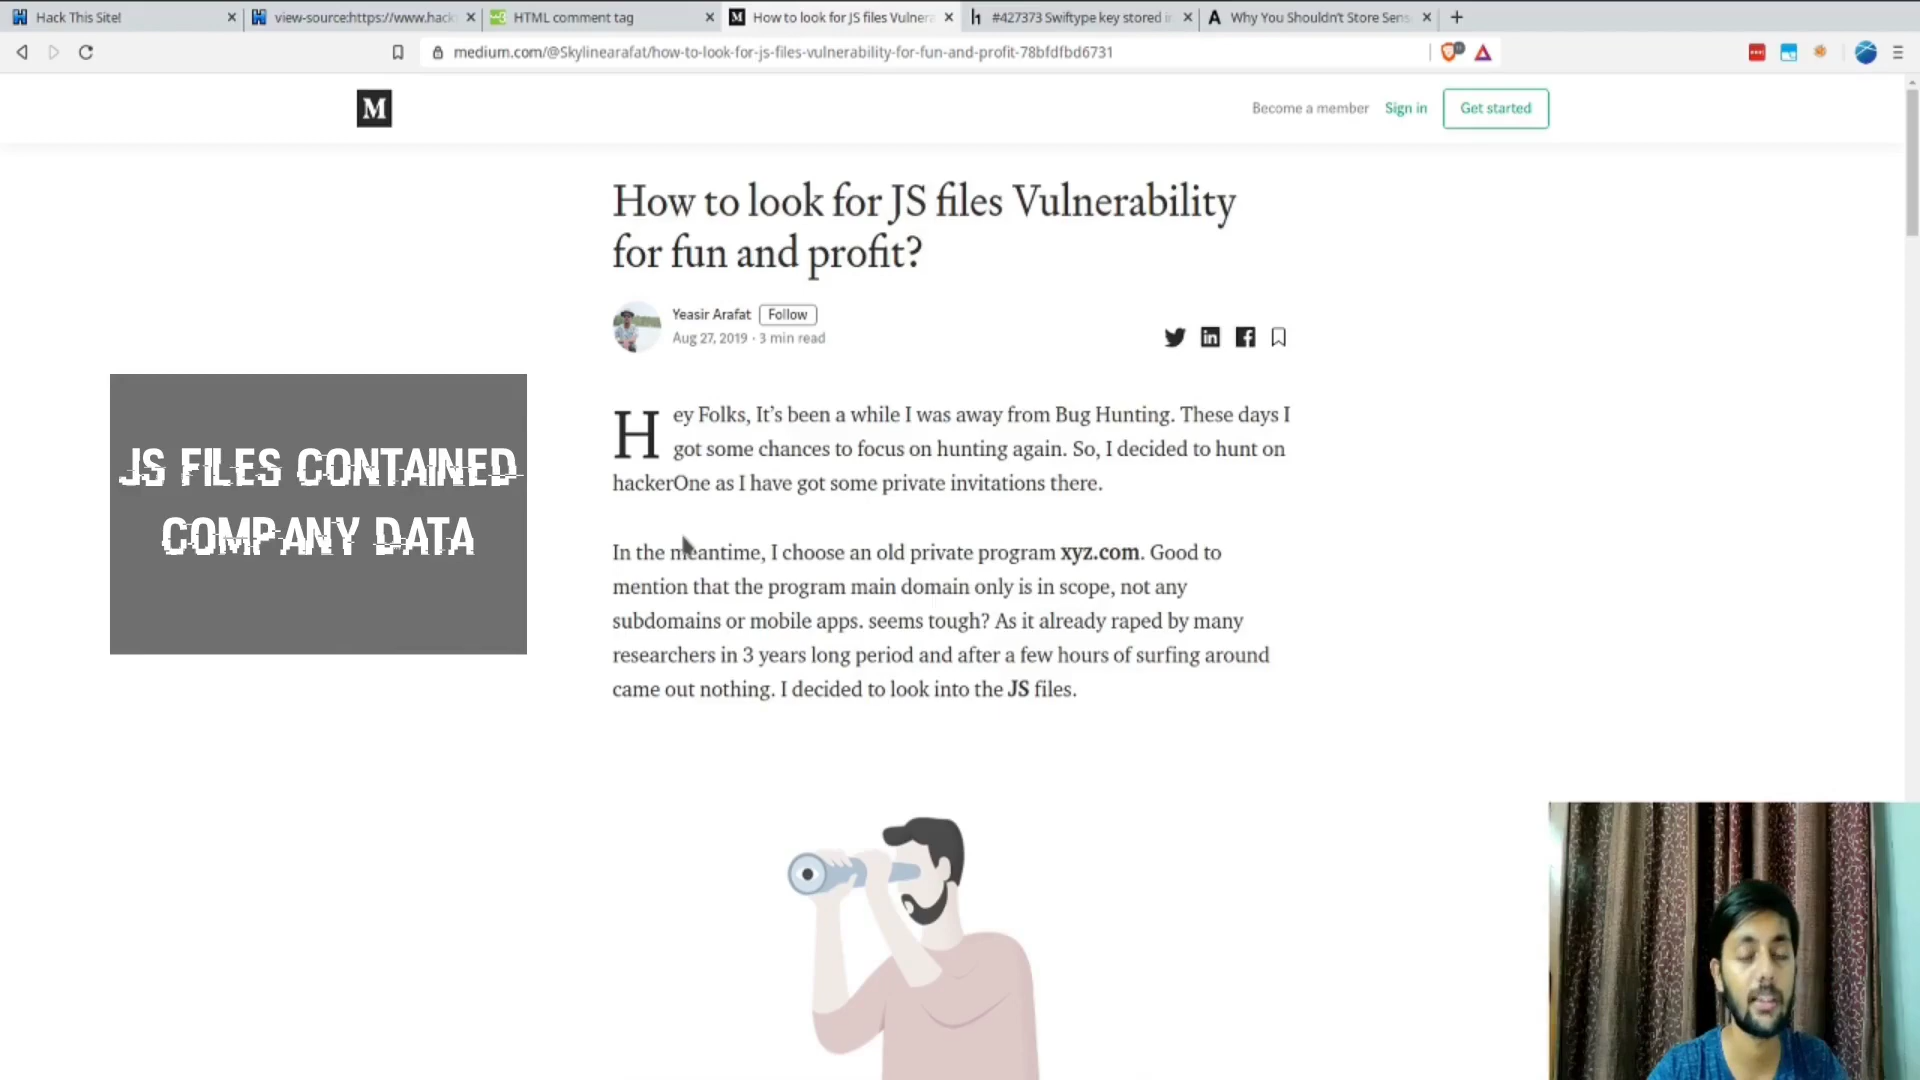 Hack This Site!
view-source:https://www.hack
HTML comment tag
How to look for JS files Vulnera
#427373 Swiftype key stored in
Why You Shouldn't Store Sens
medium.com/@Skylinearafat/how-to-look-for-js-files-vulnerability-for-fun-and-profit-78bfdfbd6731
M
Become a member
Sign in
Get started
How to look for JS files Vulnerability
for fun and profit?
Yeasir Arafat
Follow
Aug 27, 2019 · 3 min read
JS FILES CONTAINED
COMPANY DATA
Hey Folks, It's been a while I was away from Bug Hunting. These days I
got some chances to focus on hunting again. So, I decided to hunt on
hackerOne as I have got some private invitations there.
In the meantime, I choose an old private program xyz.com. Good to
mention that the program main domain only is in scope, not any
subdomains or mobile apps. seems tough? As it already raped by many
researchers in 3 years long period and after a few hours of surfing around
came out nothing. I decided to look into the JS files.